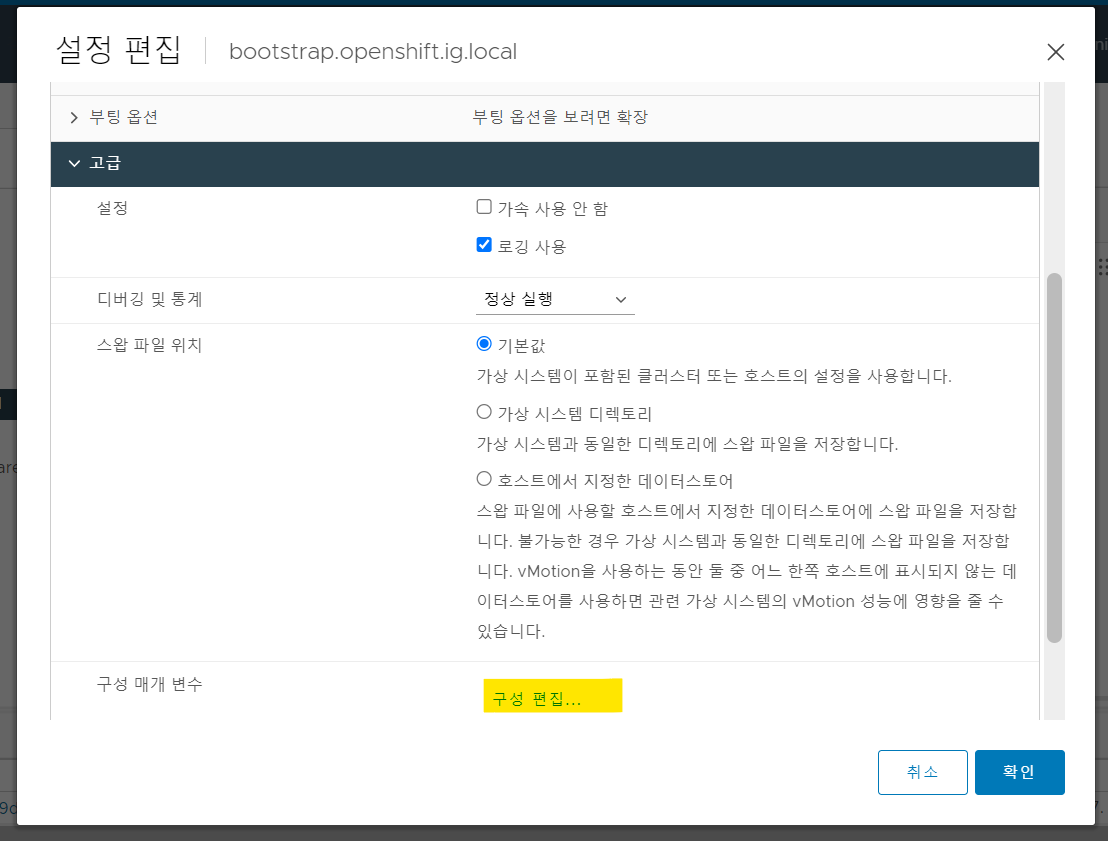 설정 편집 bootstrap.openshift.ig.local
부팅 옵션 부팅 옵션을 보려면 확장
고급
설정 가속 사용 안 함
로깅 사용
디버깅 및 통계 정상 실행
스왑 파일 위치 기본값
가상 시스템이 포함된 클러스터 또는 호스트의 설정을 사용합니다.
가상 시스템 디렉토리
가상 시스템과 동일한 디렉토리에 스왑 파일을 저장합니다.
호스트에서 지정한 데이터스토어
스왑 파일에 사용할 호스트에서 지정한 데이터스토어에 스왑 파일을 저장합
니다. 불가능한 경우 가상 시스템과 동일한 디렉토리에 스왑 파일을 저장합
니다. vMotion을 사용하는 동안 둘 중 어느 한쪽 호스트에 표시되지 않는 데
이터스토어를 사용하면 관련 가상 시스템의 vMotion 성능에 영향을 줄 수
있습니다.
구성 매개 변수 구성 편집...
취소 확인